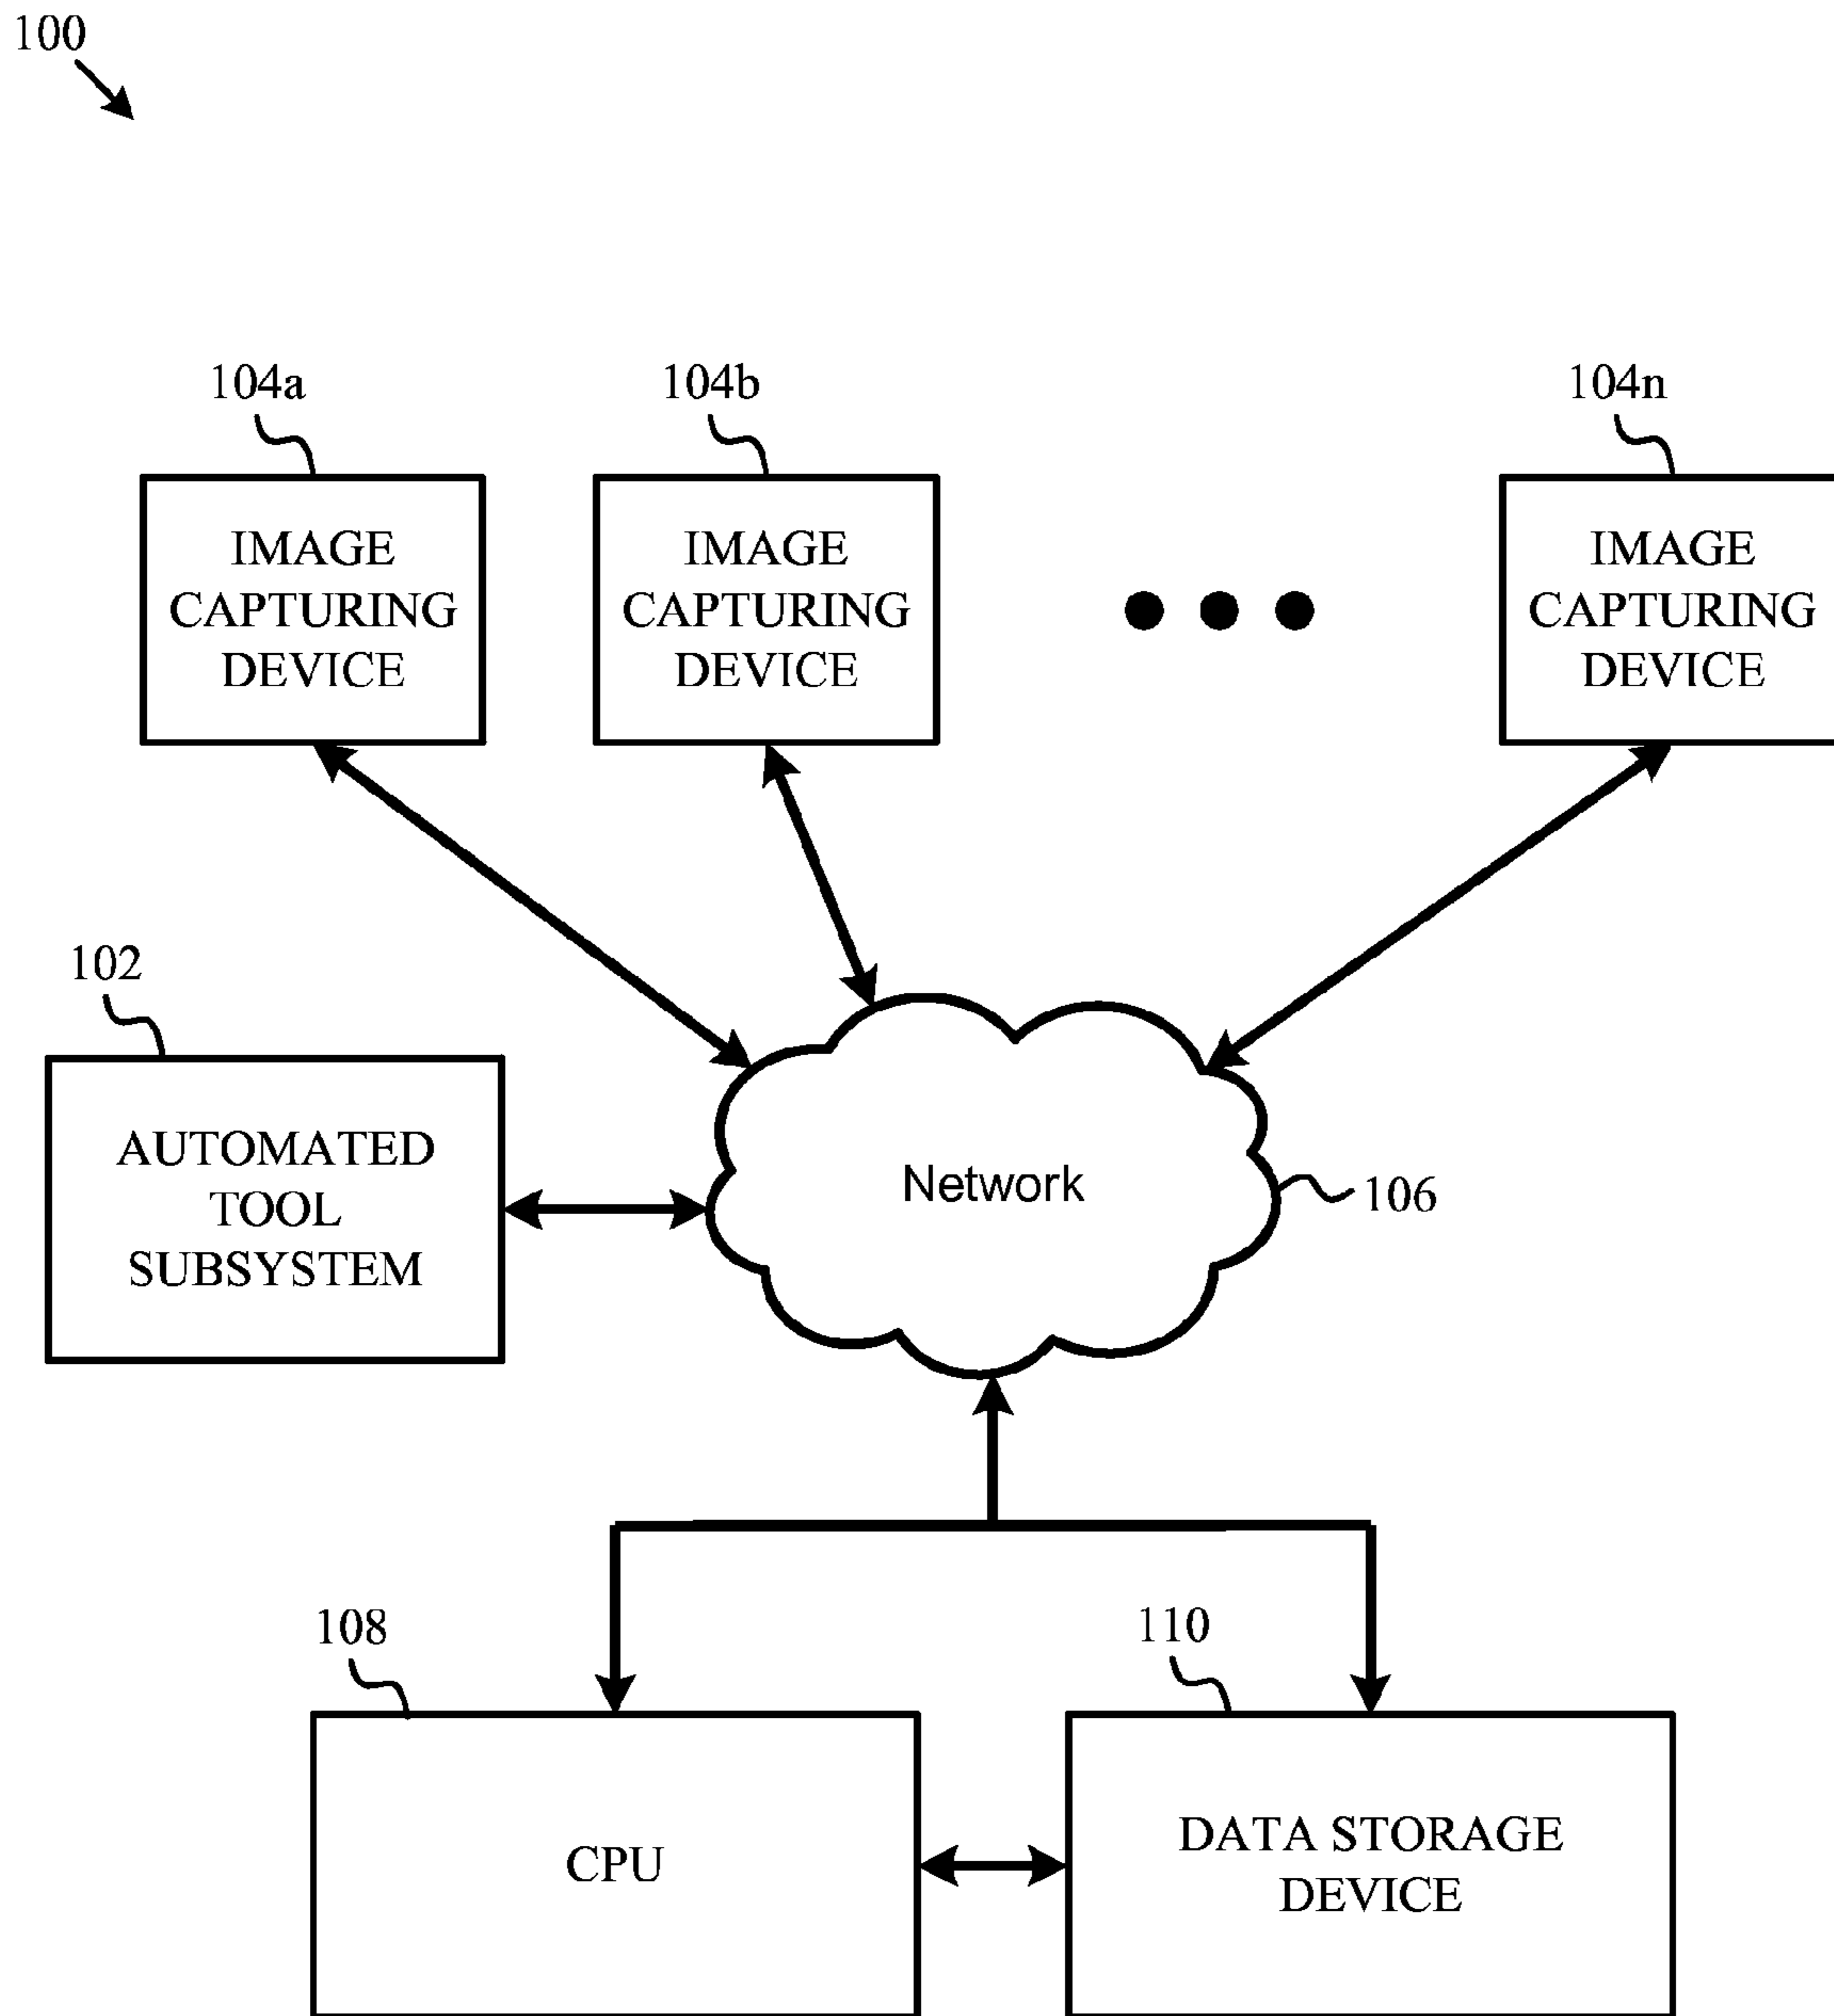 100
104a
104b
104n
IMAGE
CAPTURING
DEVICE
IMAGE
CAPTURING
DEVICE
IMAGE
CAPTURING
DEVICE
102
AUTOMATED
TOOL
SUBSYSTEM
Network
106
108
110
CPU
DATA STORAGE
DEVICE